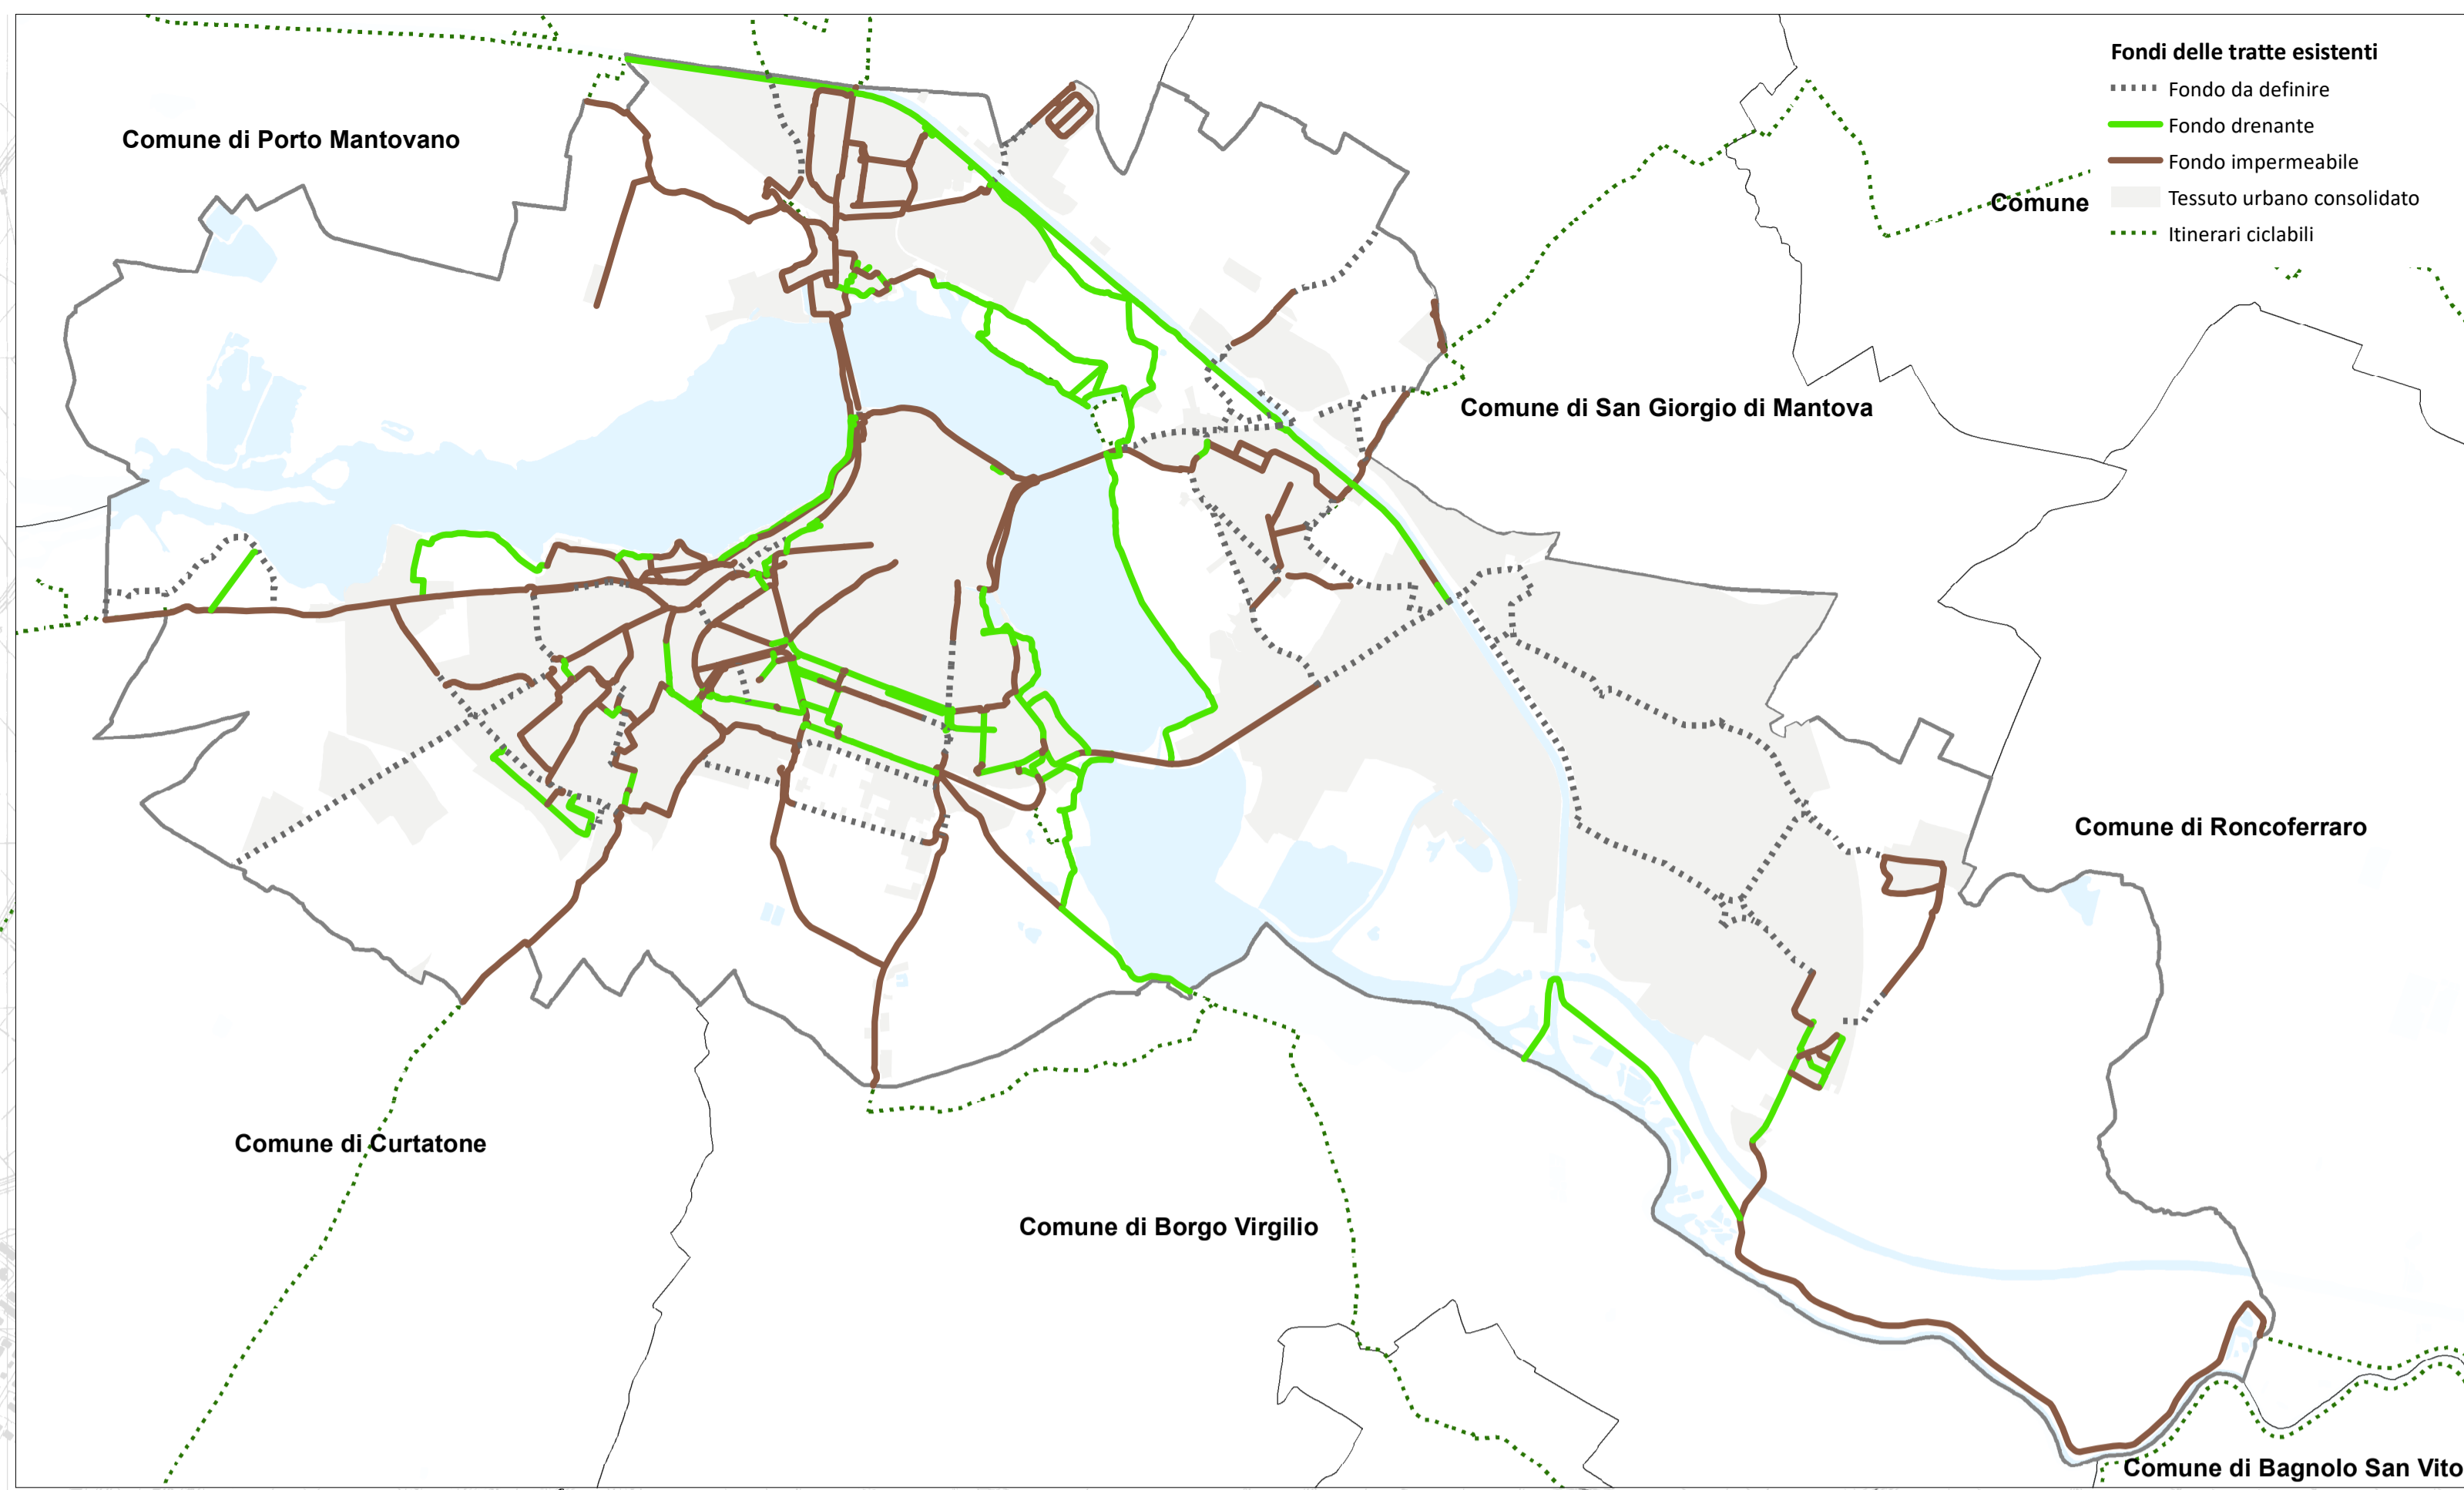 Fondi delle tratte esistenti
Fondo da definire
Fondo drenante
Fondo impermeabile
Tessuto urbano consolidato
Itinerari ciclabili
Comune di Porto Mantovano
Comune
Comune di San Giorgio di Mantova
Comune di Roncoferraro
Comune di Curtatone
Comune di Borgo Virgilio
Comune di Bagnolo San Vito